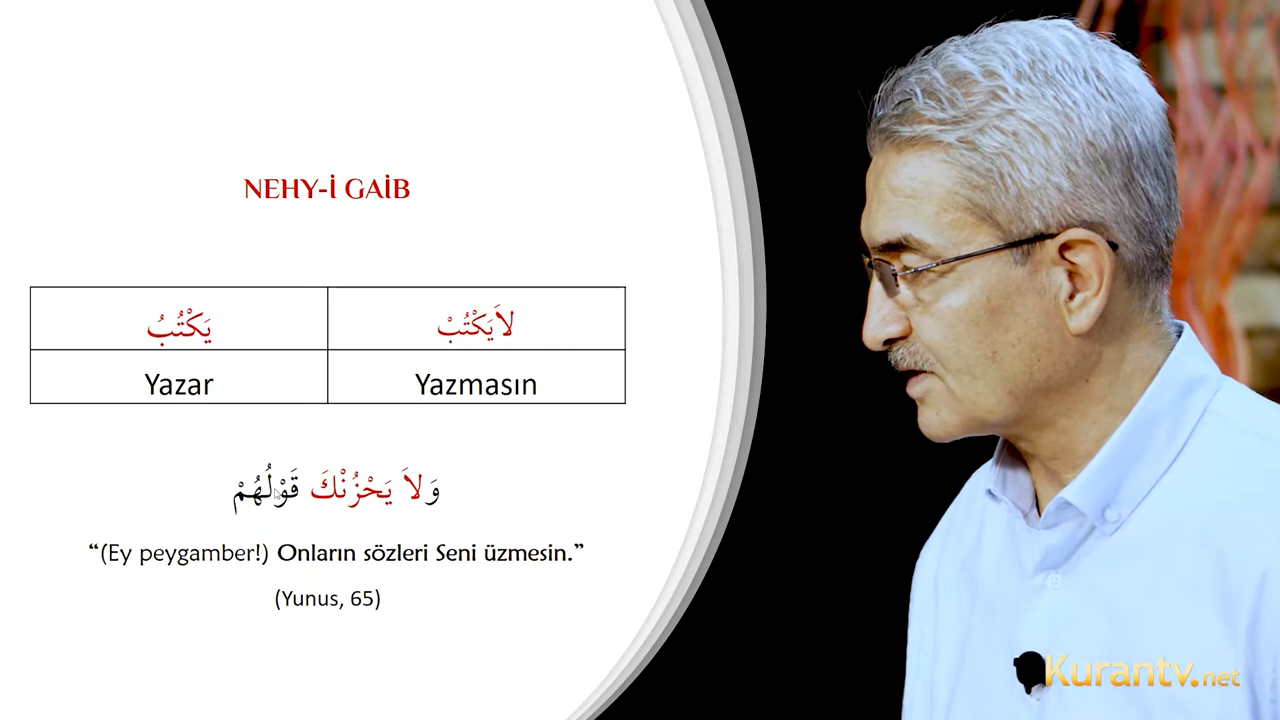 NEHY-İ GAİB
يَكْتُبُ لاَيَكْتُبْ
Yazar Yazmasın
وَلاَ يَحْزُنْكَ قَوْلُهُمْ
“(Ey peygamber!) Onların sözleri Seni üzmesin.”
(Yunus, 65)
Kurantv.net